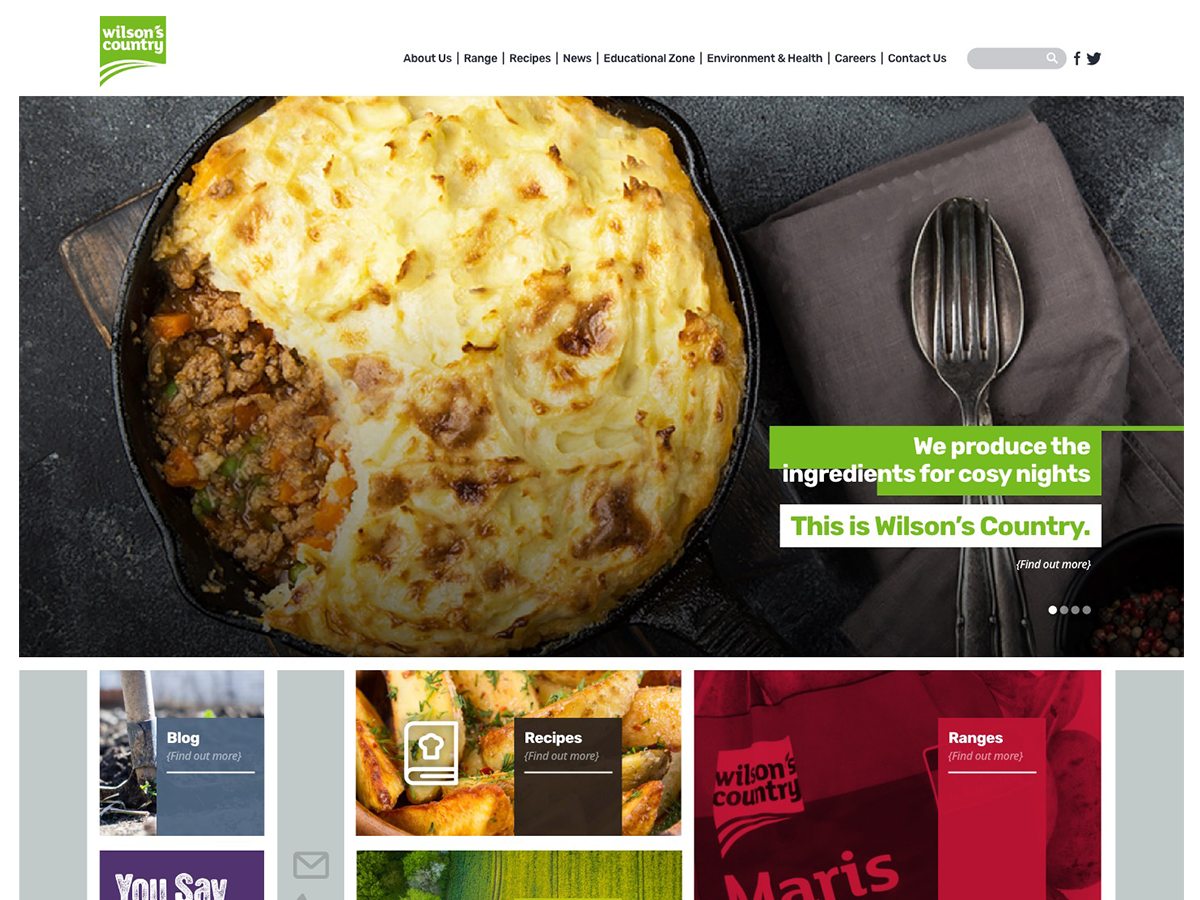 wilson's
country
About Us | Range | Recipes | News | Educational Zone | Environment & Health | Careers | Contact Us
We produce the
ingredients for cosy nights
This is Wilson's Country.
{Find out more}
Blog
{Find out more}
Recipes
{Find out more}
Ranges
{Find out more}
wilson's
country
Maris
You Say